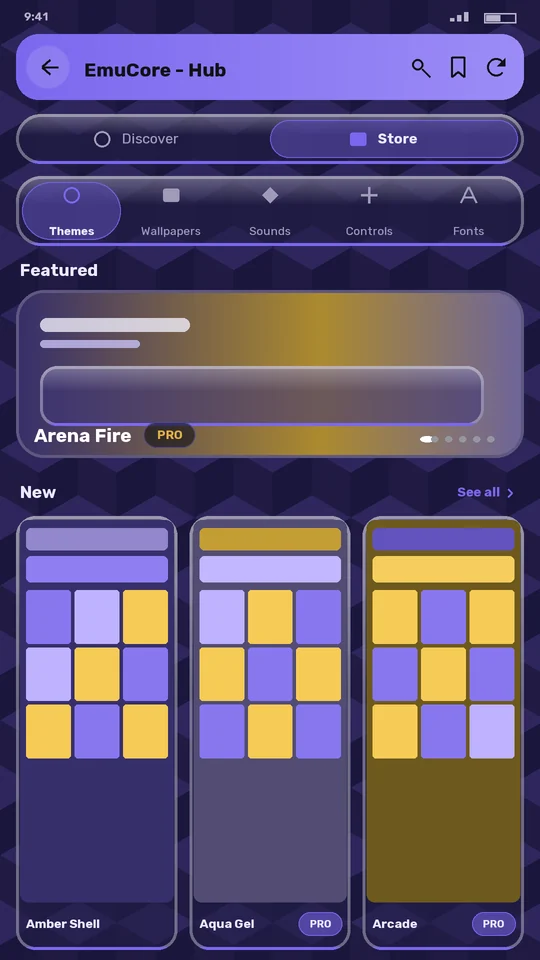 9:41
EmuCore - Hub
Discover
Store
Themes
Wallpapers
Sounds
Controls
Fonts
Featured
Arena Fire
PRO
New
See all
Amber Shell
Aqua Gel
PRO
Arcade
PRO